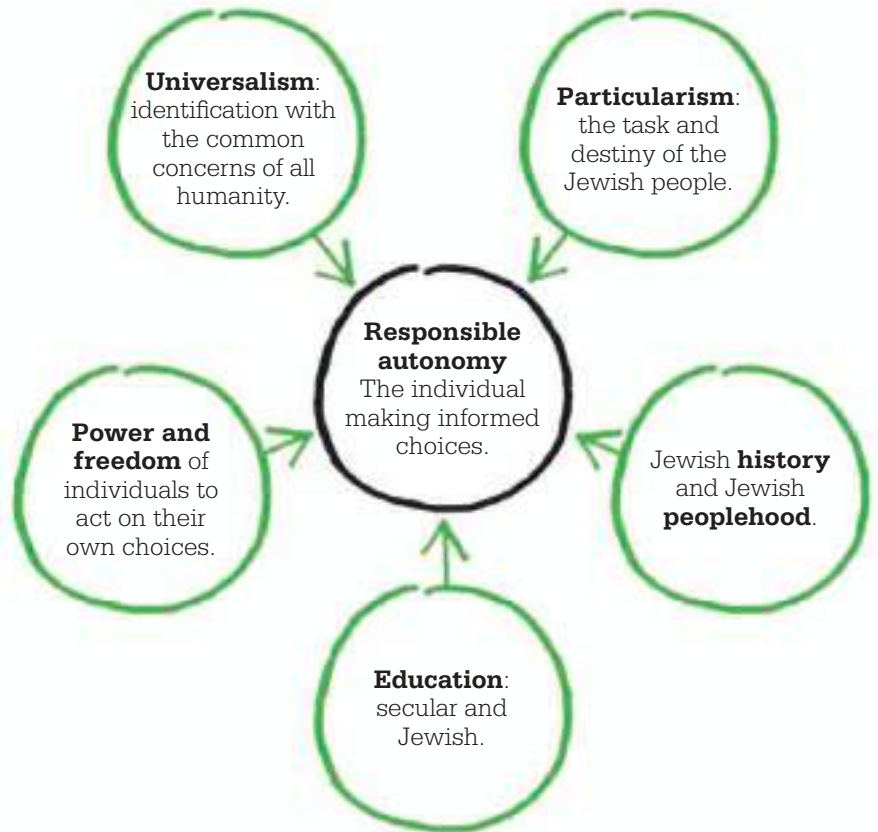 Universalism:
identification with
the common
concerns of all
humanity.
Particularism:
the task and
destiny of the
Jewish people.
Responsible
autonomy
The individual
making informed
choices.
Power and
freedom of
individuals to
act on their
own choices.
Jewish history
and Jewish
peoplehood.
Education:
secular and
Jewish.